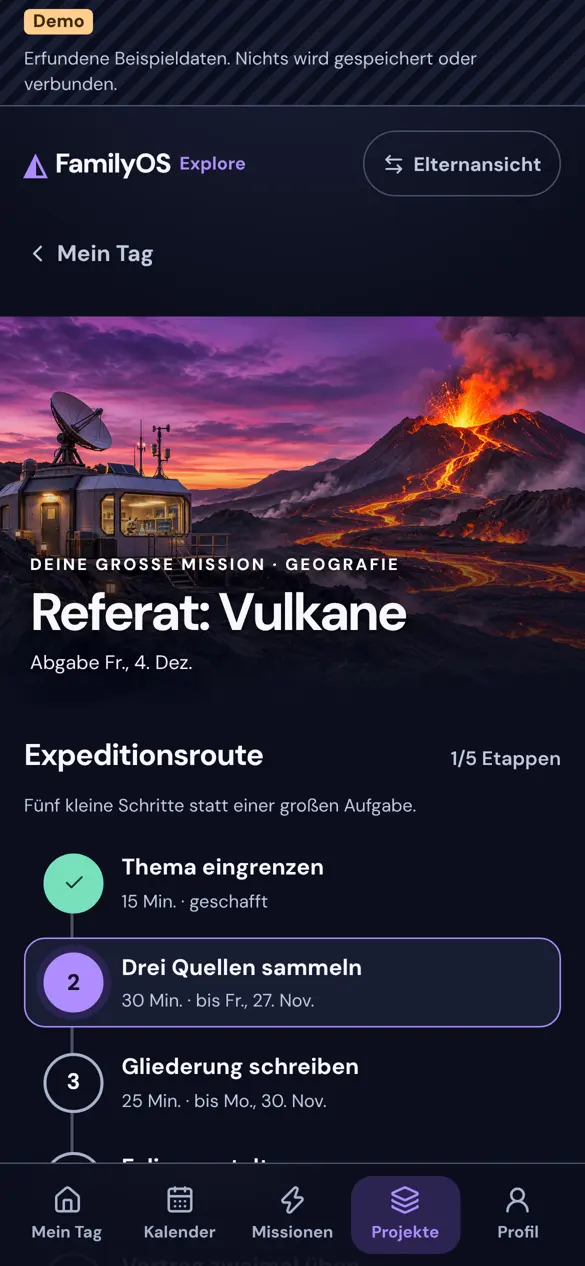 Demo
Erfundene Beispieldaten. Nichts wird gespeichert oder
verbunden.
FamilyOS Explore
Elternansicht
Mein Tag
DEINE GROSSE MISSION · GEOGRAFIE
Referat: Vulkane
Abgabe Fr., 4. Dez.
Expeditionsroute
1/5 Etappen
Fünf kleine Schritte statt einer großen Aufgabe.
Thema eingrenzen
15 Min. · geschafft
2
Drei Quellen sammeln
30 Min. · bis Fr., 27. Nov.
3
Gliederung schreiben
25 Min. · bis Mo., 30. Nov.
Mein Tag
Kalender
Missionen
Projekte
Profil